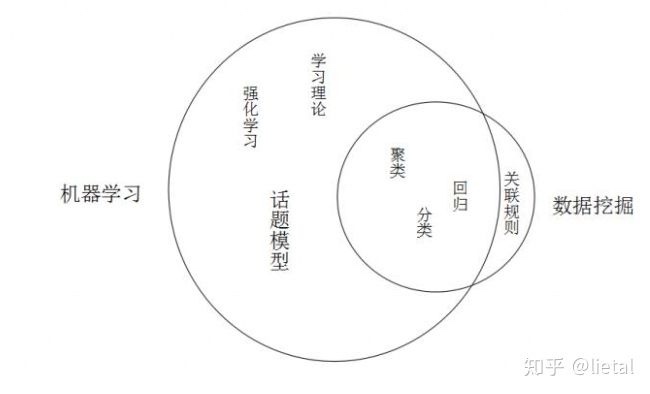 学习理论
强化学习
聚类
关联规则
回归
机器学习
话题模型
分类
数据挖掘
知乎 @lietal